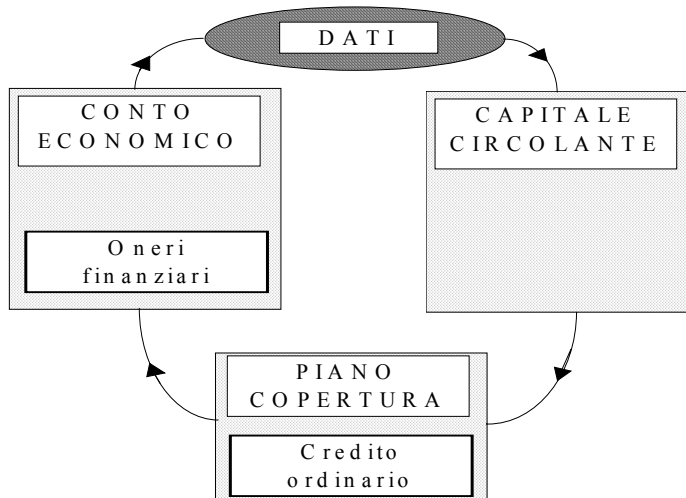 DATI
CONTO
ECONOMICO
Oneri
finanziari
CAPITALE
CIRCOLANTE
PIANO
COPERTURA
Credito
ordinario